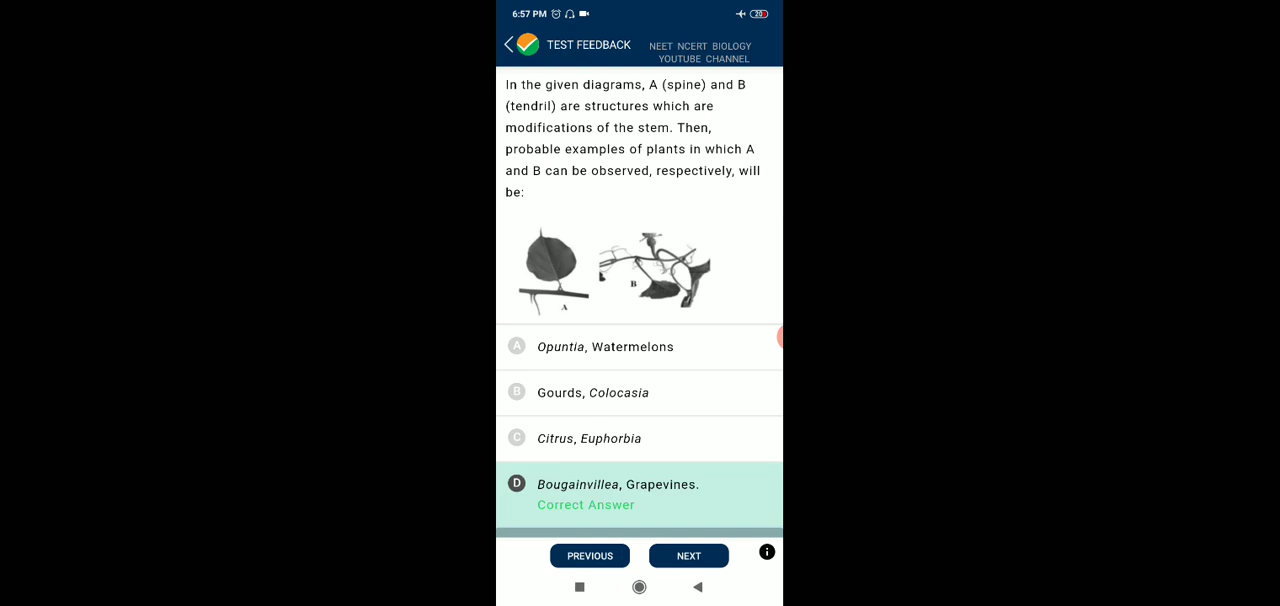 6:57 PM
20
TEST FEEDBACK
NEET NCERT BIOLOGY
YOUTUBE CHANNEL
In the given diagrams, A (spine) and B
(tendril) are structures which are
modifications of the stem. Then,
probable examples of plants in which A
and B can be observed, respectively, will
be:
A
B
A Opuntia, Watermelons
B Gourds, Colocasia
C Citrus, Euphorbia
D Bougainvillea, Grapevines.
Correct Answer
PREVIOUS
NEXT
i